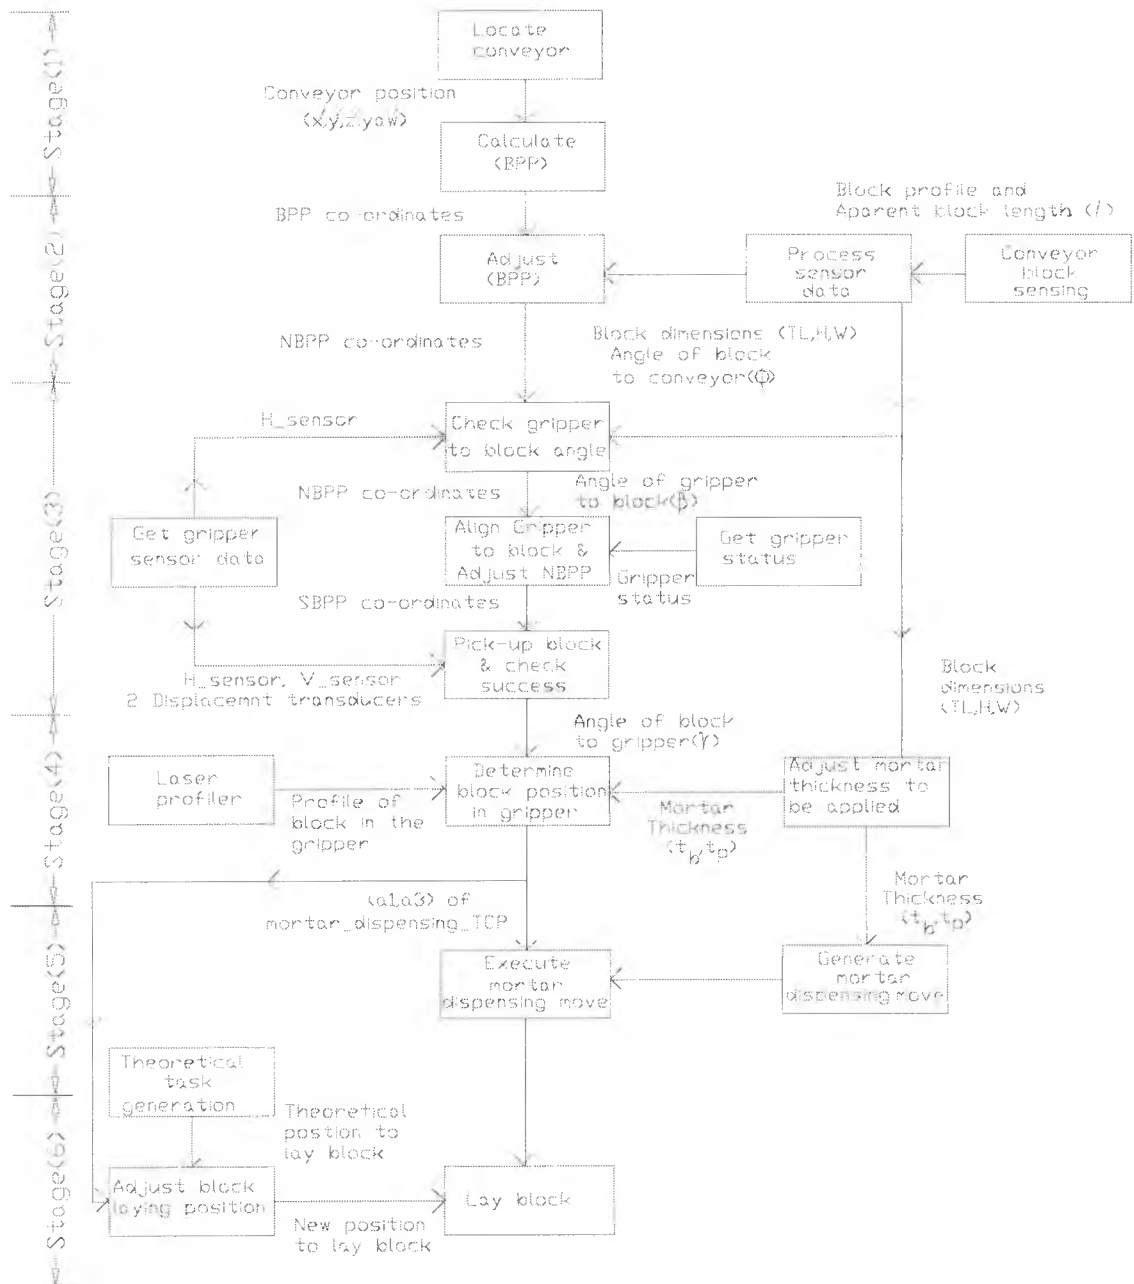 Stage(1)
Locate
conveyor
Conveyor position
(x,y,z,yaw)
Calculate
(BPP)
Stage(2)
BPP co-ordinates
Block profile and
Aparent block length (l)
Adjust
(BPP)
Process
sensor
data
Conveyor
block
sensing
NBPP co-ordinates
Block dimensions (TL,H,W)
Angle of block
to conveyor(ϕ)
Stage(3)
H_sensor
Check gripper
to block angle
NBPP co-ordinates
Angle of gripper
to block(β)
Get gripper
sensor data
Align Gripper
to block &
Adjust NBPP
Get gripper
status
Gripper
status
SBPP co-ordinates
Pick-up block
& check
success
H_sensor, V_sensor
2 Displacemnt transducers
Block
dimensions
(TL,H,W)
Stage(4)
Angle of block
to gripper(γ)
Laser
profiler
Profile of
block in the
gripper
Determine
block position
in gripper
Mortar
Thickness
(t_b,t_p)
Adjust mortar
thickness to
be applied
(a1,a3) of
mortar_dispensing_TCP
Mortar
Thickness
(t_b,t_p)
Stage(5)
Execute
mortar
dispensing move
Generate
mortar
dispensing move
Theoretical
task
generation
Stage(6)
Theoretical
postion to
lay block
Adjust block
laying position
New position
to lay block
Lay block